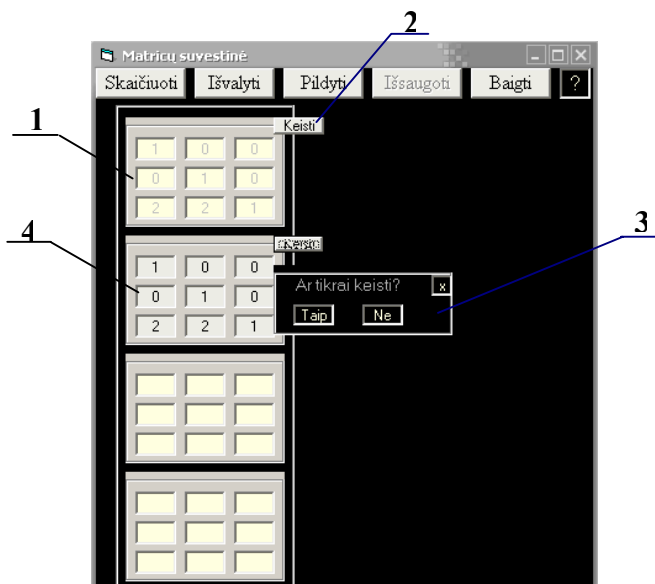 2
Matricų suvestinė
Skaičiuoti Išvalyti Pildyti Išsaugoti Baigti ?
1
Keisti
1 0 0
0 1 0
2 2 1
4
3
1 0 0
0 1 0
2 2 1
Ar tikrai keisti? x
Taip Ne